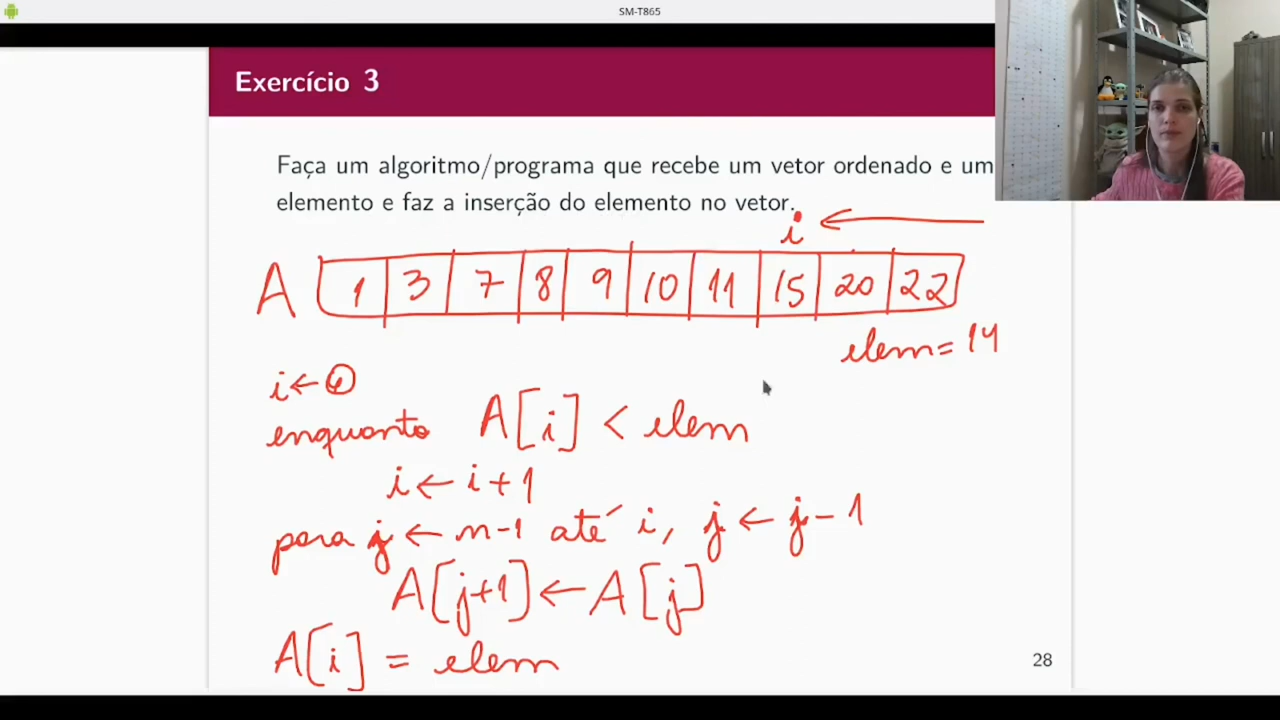 SM-T865
Exercício 3
Faça um algoritmo/programa que recebe um vetor ordenado e um
elemento e faz a inserção do elemento no vetor.
i ←
A 1 3 7 8 9 10 11 15 20 22
elem = 14
i ← 0
enquanto A[i] < elem
i ← i + 1
para j ← n-1 até i, j ← j - 1
A[j+1] ← A[j]
A[i] = elem
28